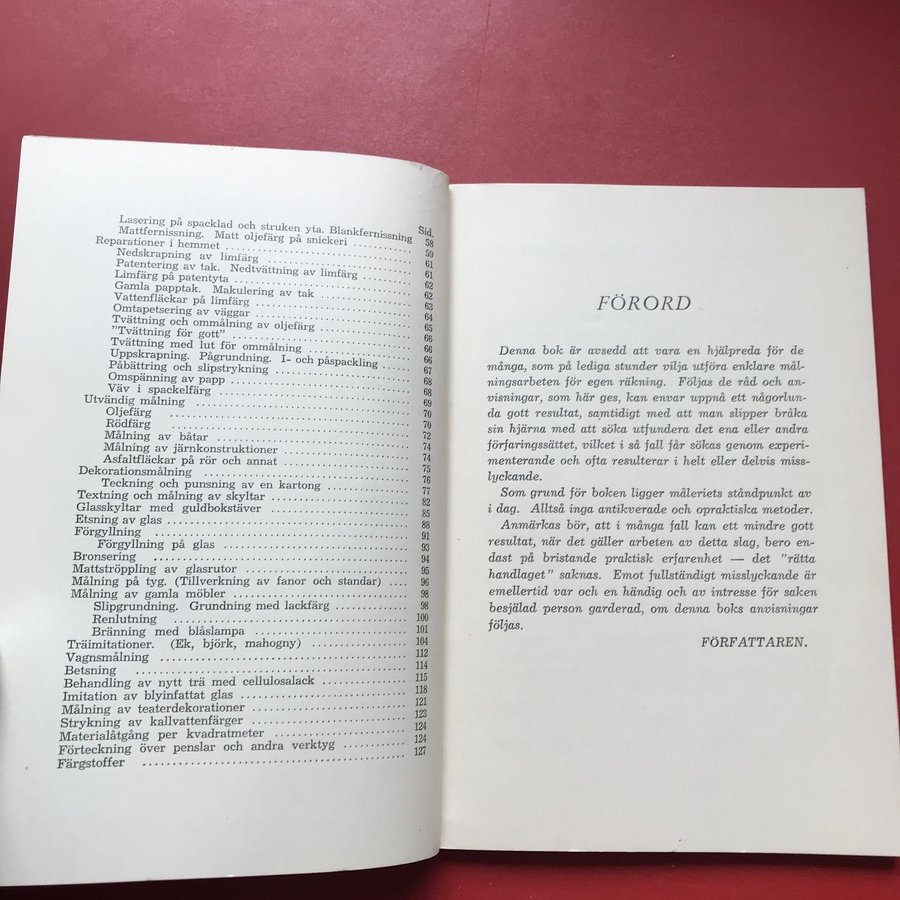 Sid.
Lasering på spacklad och struken yta. Blankfernissning 58
Mattfernissning. Matt oljefärg på snickeri ........ 59
Reparationer i hemmet ........ 61
Nedskrapning av limfärg ........ 61
Patentering av tak. Nedtvättning av limfärg ........ 62
Limfärg på patentyta ........ 62
Gamla papptak. Makulering av tak ........ 63
Vattenfläckar på limfärg ........ 64
Omtapetsering av väggar ........ 65
Tvättning och ommålning av oljefärg ........ 66
"Tvättning för gott" ........ 66
Tvättning med lut för ommålning ........ 66
Uppskrapning. Pågrundning. I- och påspackling ........ 67
Påbättring och slipstrykning ........ 68
Omspänning av papp ........ 68
Väv i spackelfärg ........ 69
Utvändig målning ........ 70
Oljefärg ........ 70
Rödfärg ........ 72
Målning av båtar ........ 74
Målning av järnkonstruktioner ........ 74
Asfaltfläckar på rör och annat ........ 75
Dekorationsmålning ........ 76
Teckning och punsning av en kartong ........ 77
Textning och målning av skyltar ........ 82
Glasskyltar med guldbokstäver ........ 85
Etsning av glas ........ 88
Förgyllning ........ 91
Förgyllning på glas ........ 93
Bronsering ........ 94
Mattströppling av glasrutor ........ 95
Målning på tyg. (Tillverkning av fanor och standar) .... 96
Målning av gamla möbler ........ 98
Slipgrundning. Grundning med lackfärg ........ 98
Renlutning ........ 100
Bränning med blåslampa ........ 101
Träimitationer. (Ek, björk, mahogny) ........ 104
Vagnsmålning ........ 112
Betsning ........ 114
Behandling av nytt trä med cellulosalack ........ 115
Imitation av blyinfattat glas ........ 118
Målning av teaterdekorationer ........ 121
Strykning av kallvattenfärger ........ 123
Materialåtgång per kvadratmeter ........ 124
Förteckning över penslar och andra verktyg ........ 124
Färgstoffer ........ 127
FÖRORD
Denna bok är avsedd att vara en hjälpreda för de
många, som på lediga stunder vilja utföra enklare mål-
ningsarbeten för egen räkning. Följas de råd och an-
visningar, som här ges, kan envar uppnå ett någorlun-
da gott resultat, samtidigt med att man slipper bråka
sin hjärna med att söka utfundera det ena eller andra
förfaringssättet, vilket i så fall får sökas genom experi-
menterande och ofta resulterar i helt eller delvis miss-
lyckande.
Som grund för boken ligger måleriets ståndpunkt av
i dag. Alltså inga antikverade och opraktiska metoder.
Anmärkas bör, att i många fall kan ett mindre gott
resultat, när det gäller arbeten av detta slag, bero en-
dast på bristande praktisk erfarenhet — det "rätta
handlaget" saknas. Emot fullständigt misslyckande är
emellertid var och en händig och av intresse för saken
besjälad person garderad, om denna boks anvisningar
följas.
FÖRFATTAREN.